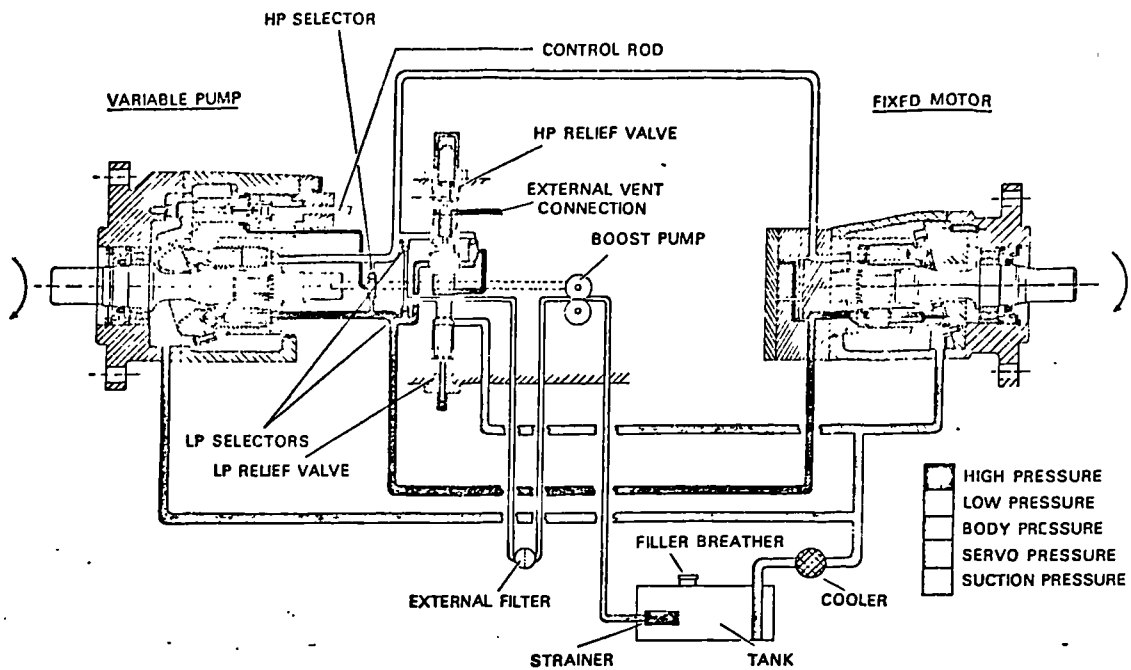 HP SELECTOR
CONTROL ROD
VARIABLE PUMP
FIXED MOTOR
HP RELIEF VALVE
EXTERNAL VENT
CONNECTION
BOOST PUMP
LP SELECTORS
LP RELIEF VALVE
HIGH PRESSURE
LOW PRESSURE
BODY PRESSURE
SERVO PRESSURE
SUCTION PRESSURE
FILLER BREATHER
EXTERNAL FILTER
COOLER
STRAINER
TANK